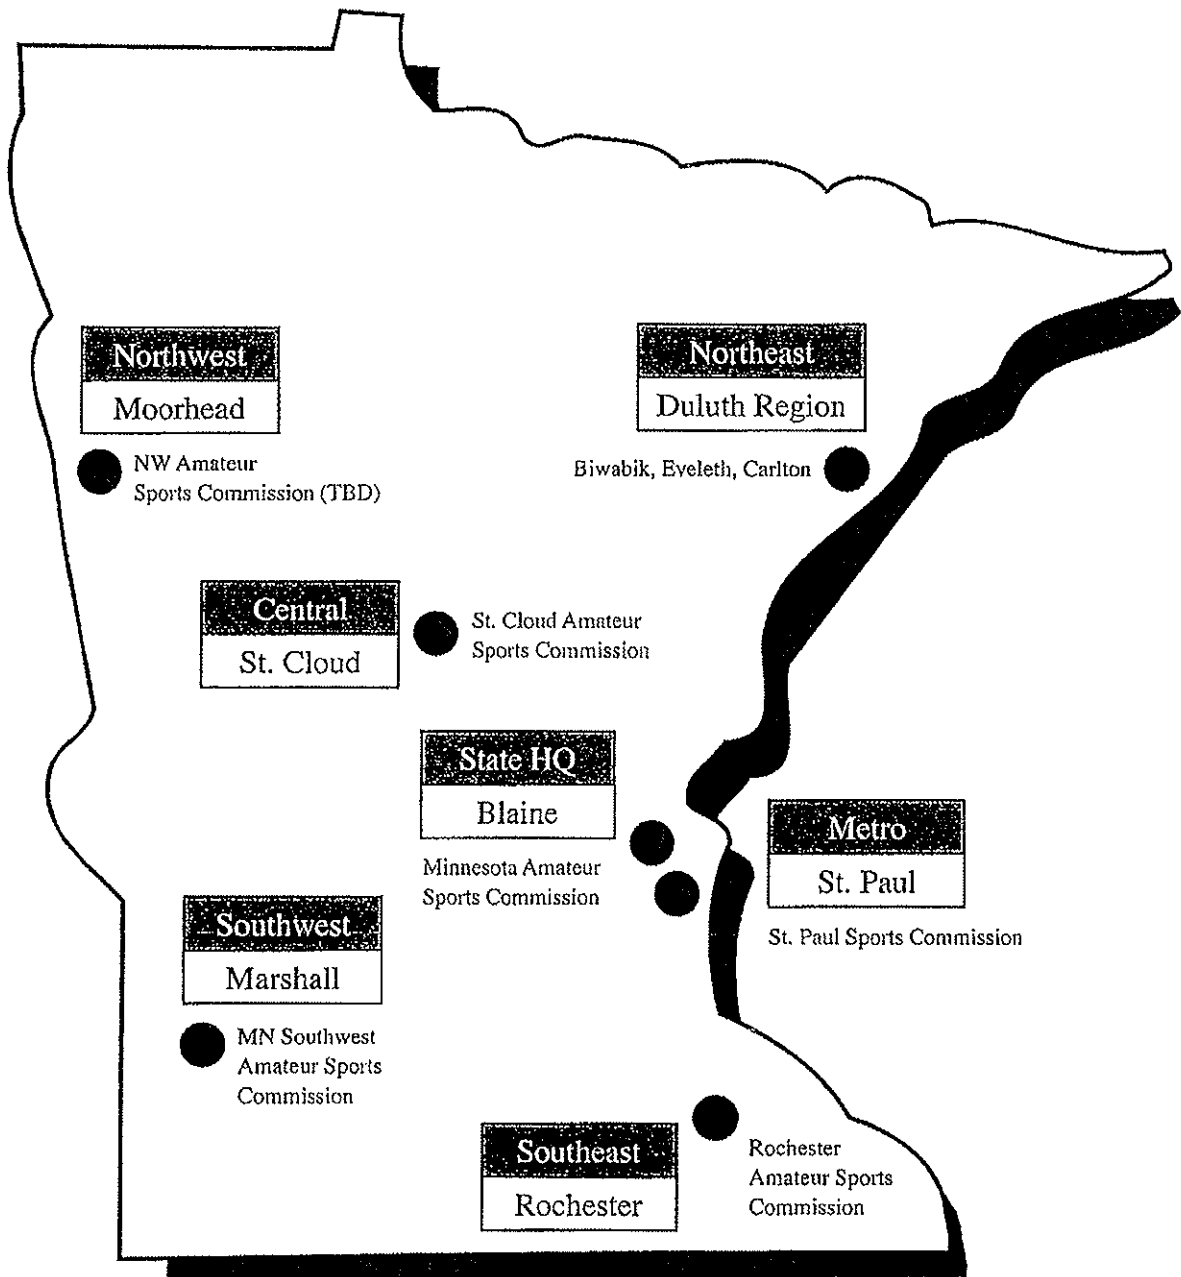 Northwest
Moorhead
NW Amateur
Sports Commission (TBD)
Northeast
Duluth Region
Biwabik, Eveleth, Carlton
Central
St. Cloud
St. Cloud Amateur
Sports Commission
State HQ
Blaine
Minnesota Amateur
Sports Commission
Metro
St. Paul
St. Paul Sports Commission
Southwest
Marshall
MN Southwest
Amateur Sports
Commission
Southeast
Rochester
Rochester
Amateur Sports
Commission